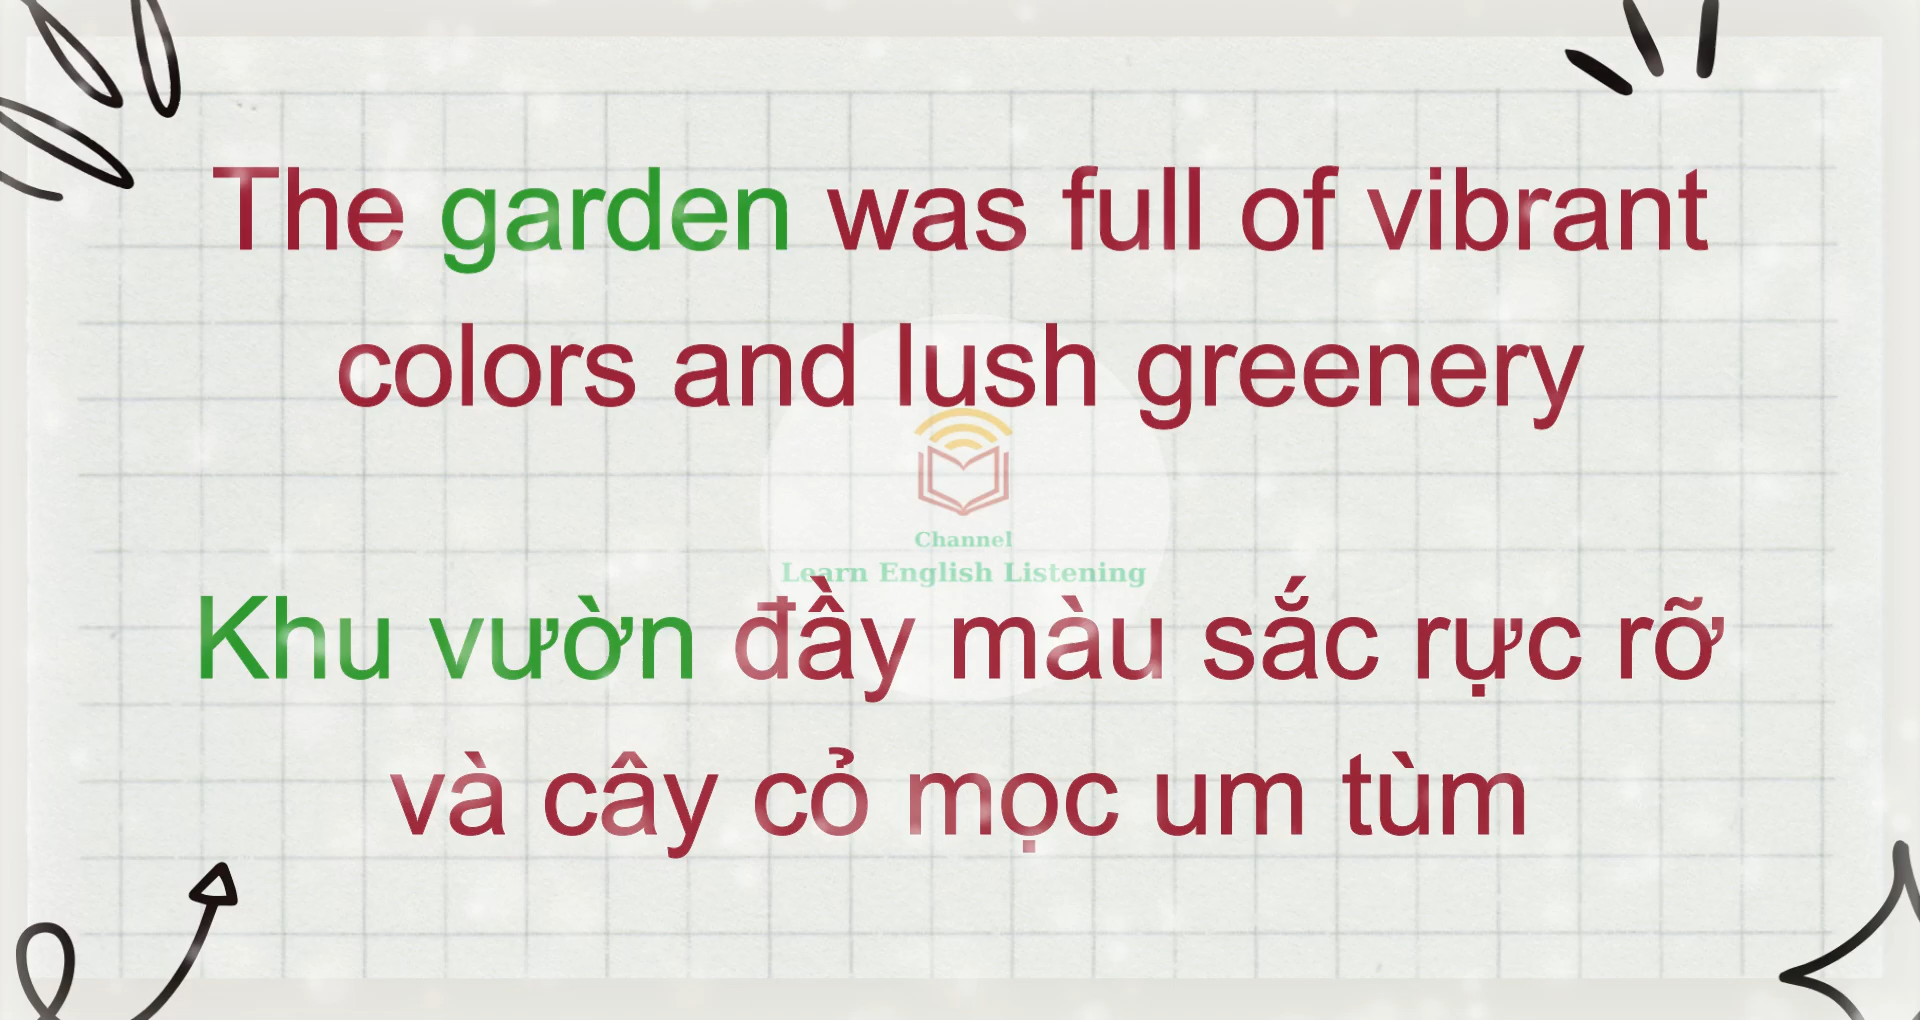 The garden was full of vibrant
colors and lush greenery
Channel
Learn English Listening
Khu vườn đầy màu sắc rực rỡ
và cây cỏ mọc um tùm